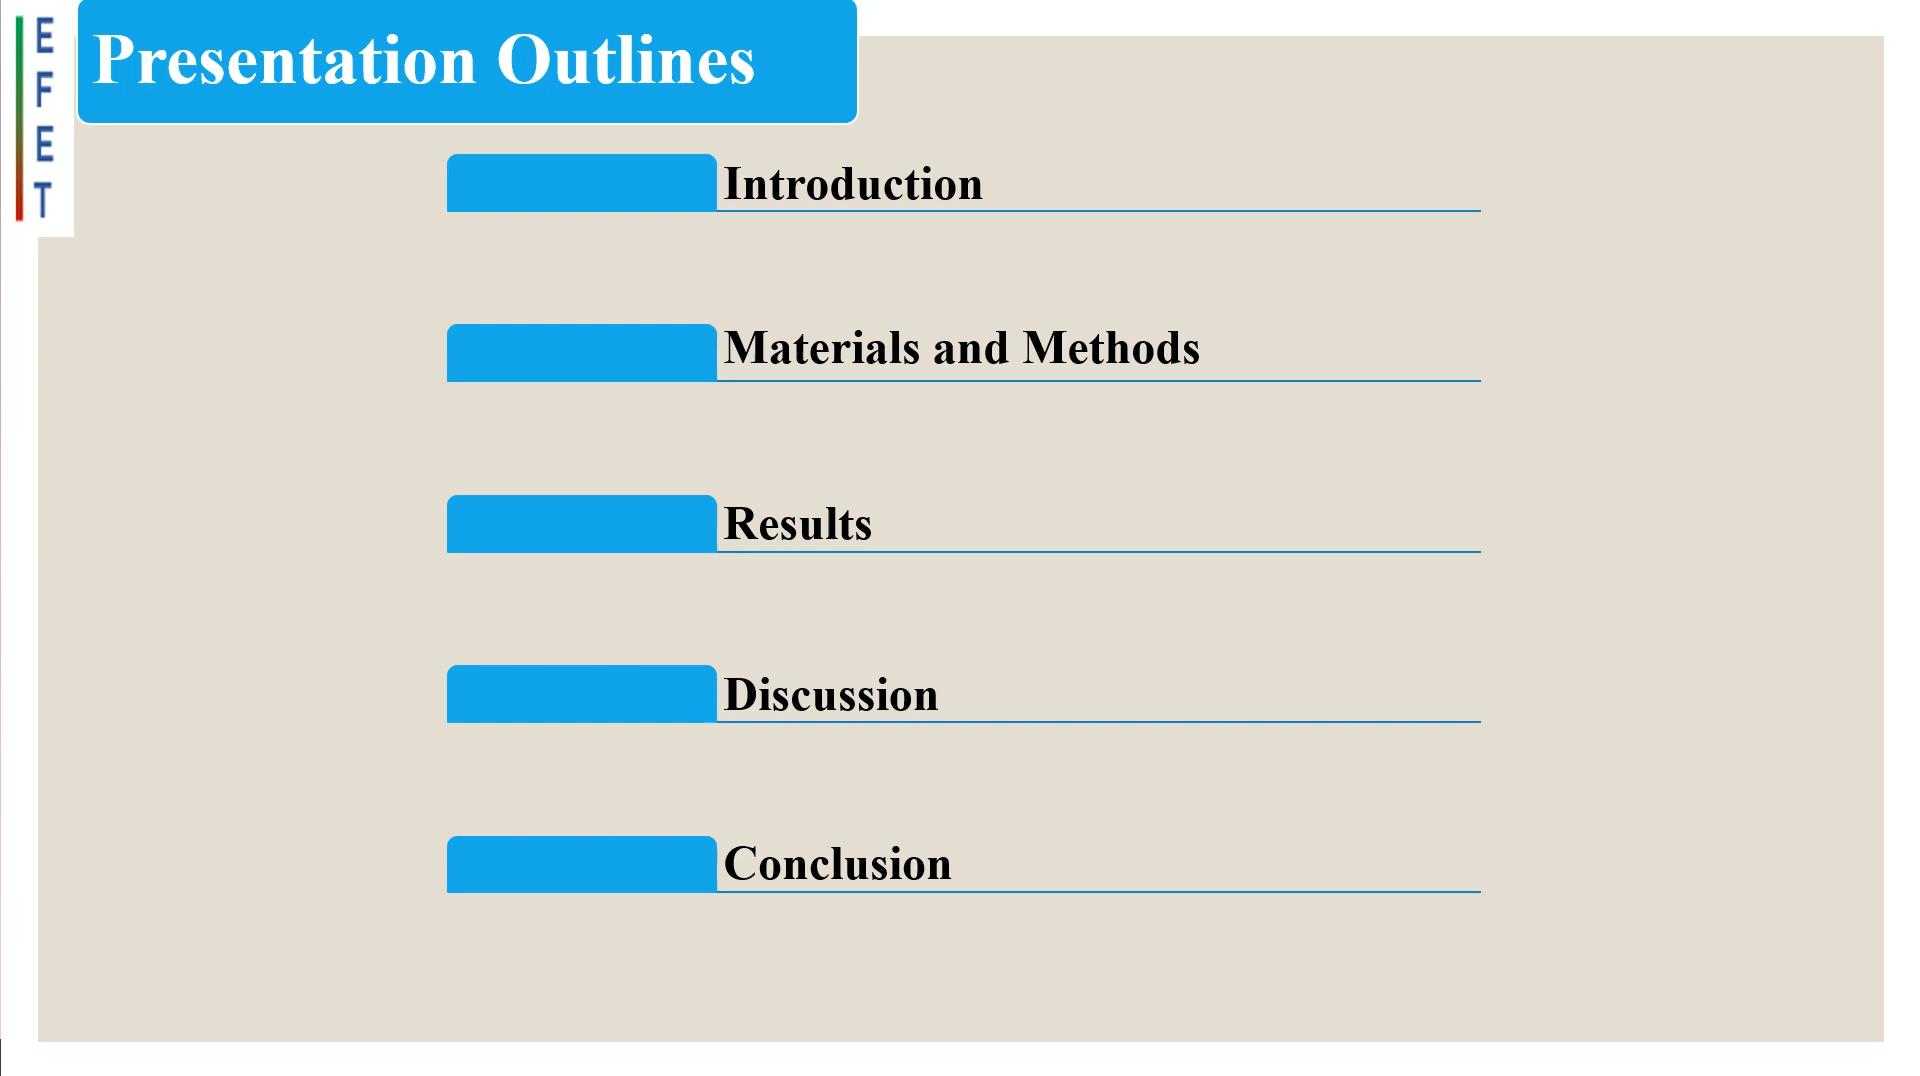 E
F
E
T
Presentation Outlines
Introduction
Materials and Methods
Results
Discussion
Conclusion